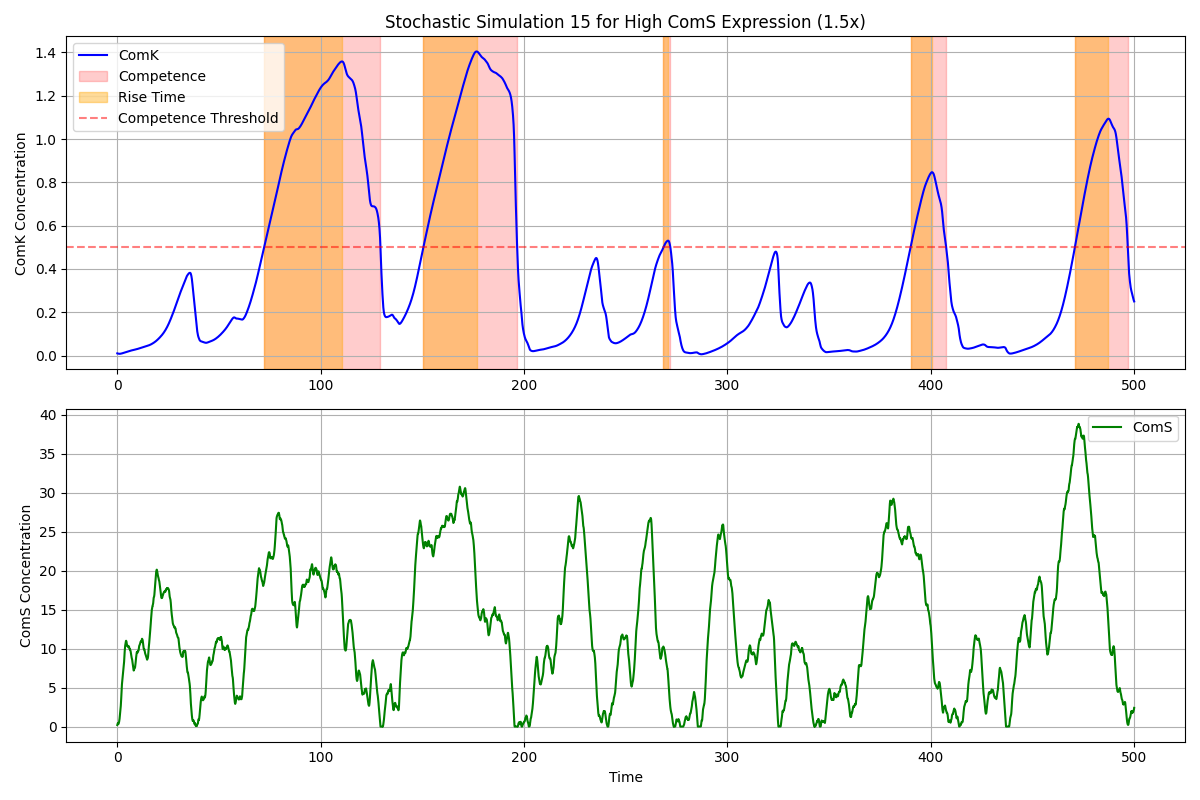 Stochastic Simulation 15 for High ComS Expression (1.5x)
ComK Concentration
1.4
1.2
1.0
0.8
0.6
0.4
0.2
0.0
ComK
Competence
Rise Time
Competence Threshold
0 100 200 300 400 500
ComS Concentration
40
35
30
25
20
15
10
5
0
ComS
0 100 200 300 400 500
Time